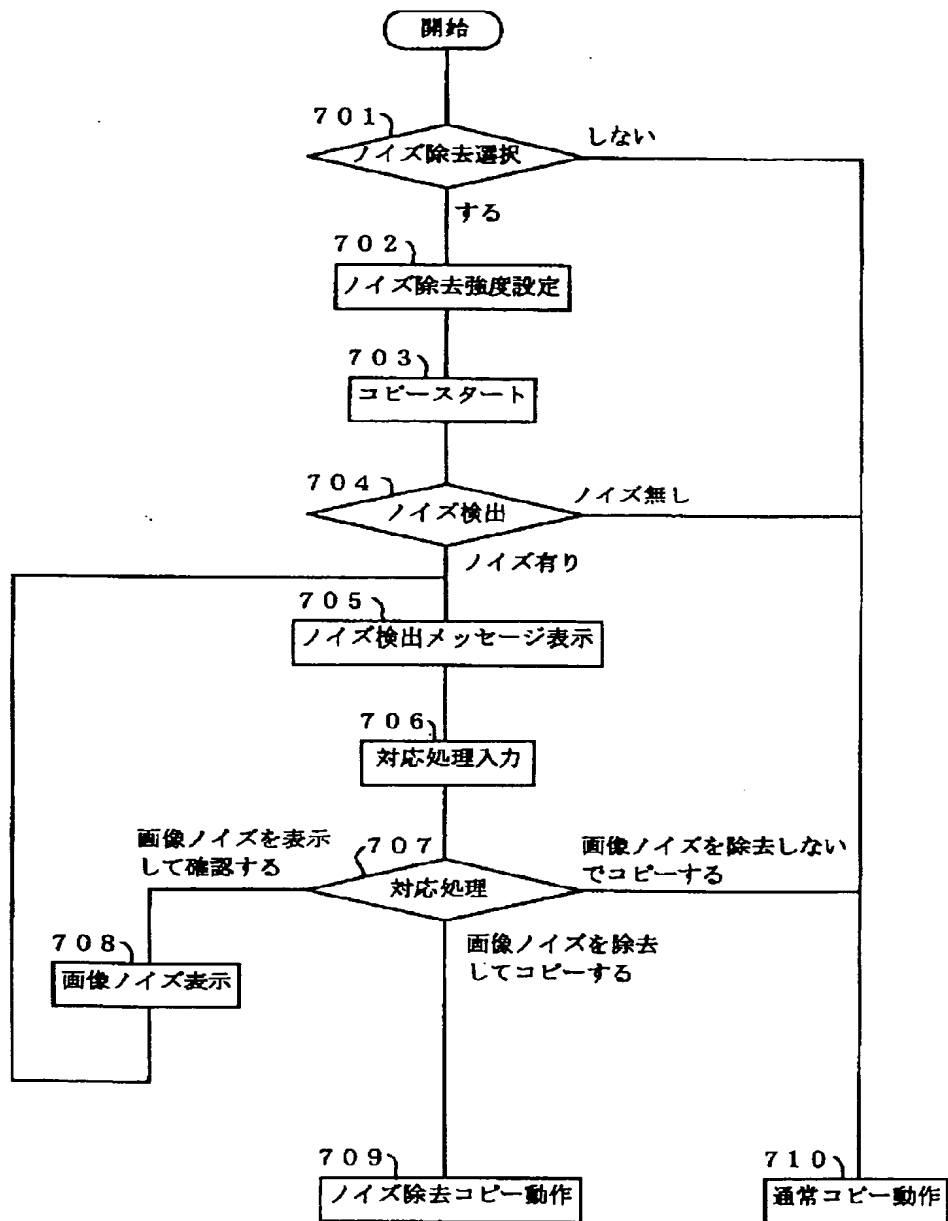 開始
701
ノイズ除去選択
しない
する
702
ノイズ除去強度設定
703
コピースタート
704
ノイズ検出
ノイズ無し
ノイズ有り
705
ノイズ検出メッセージ表示
706
対応処理入力
画像ノイズを表示
して確認する
707
対応処理
画像ノイズを除去しない
でコピーする
画像ノイズを除去
してコピーする
708
画像ノイズ表示
709
ノイズ除去コピー動作
710
通常コピー動作